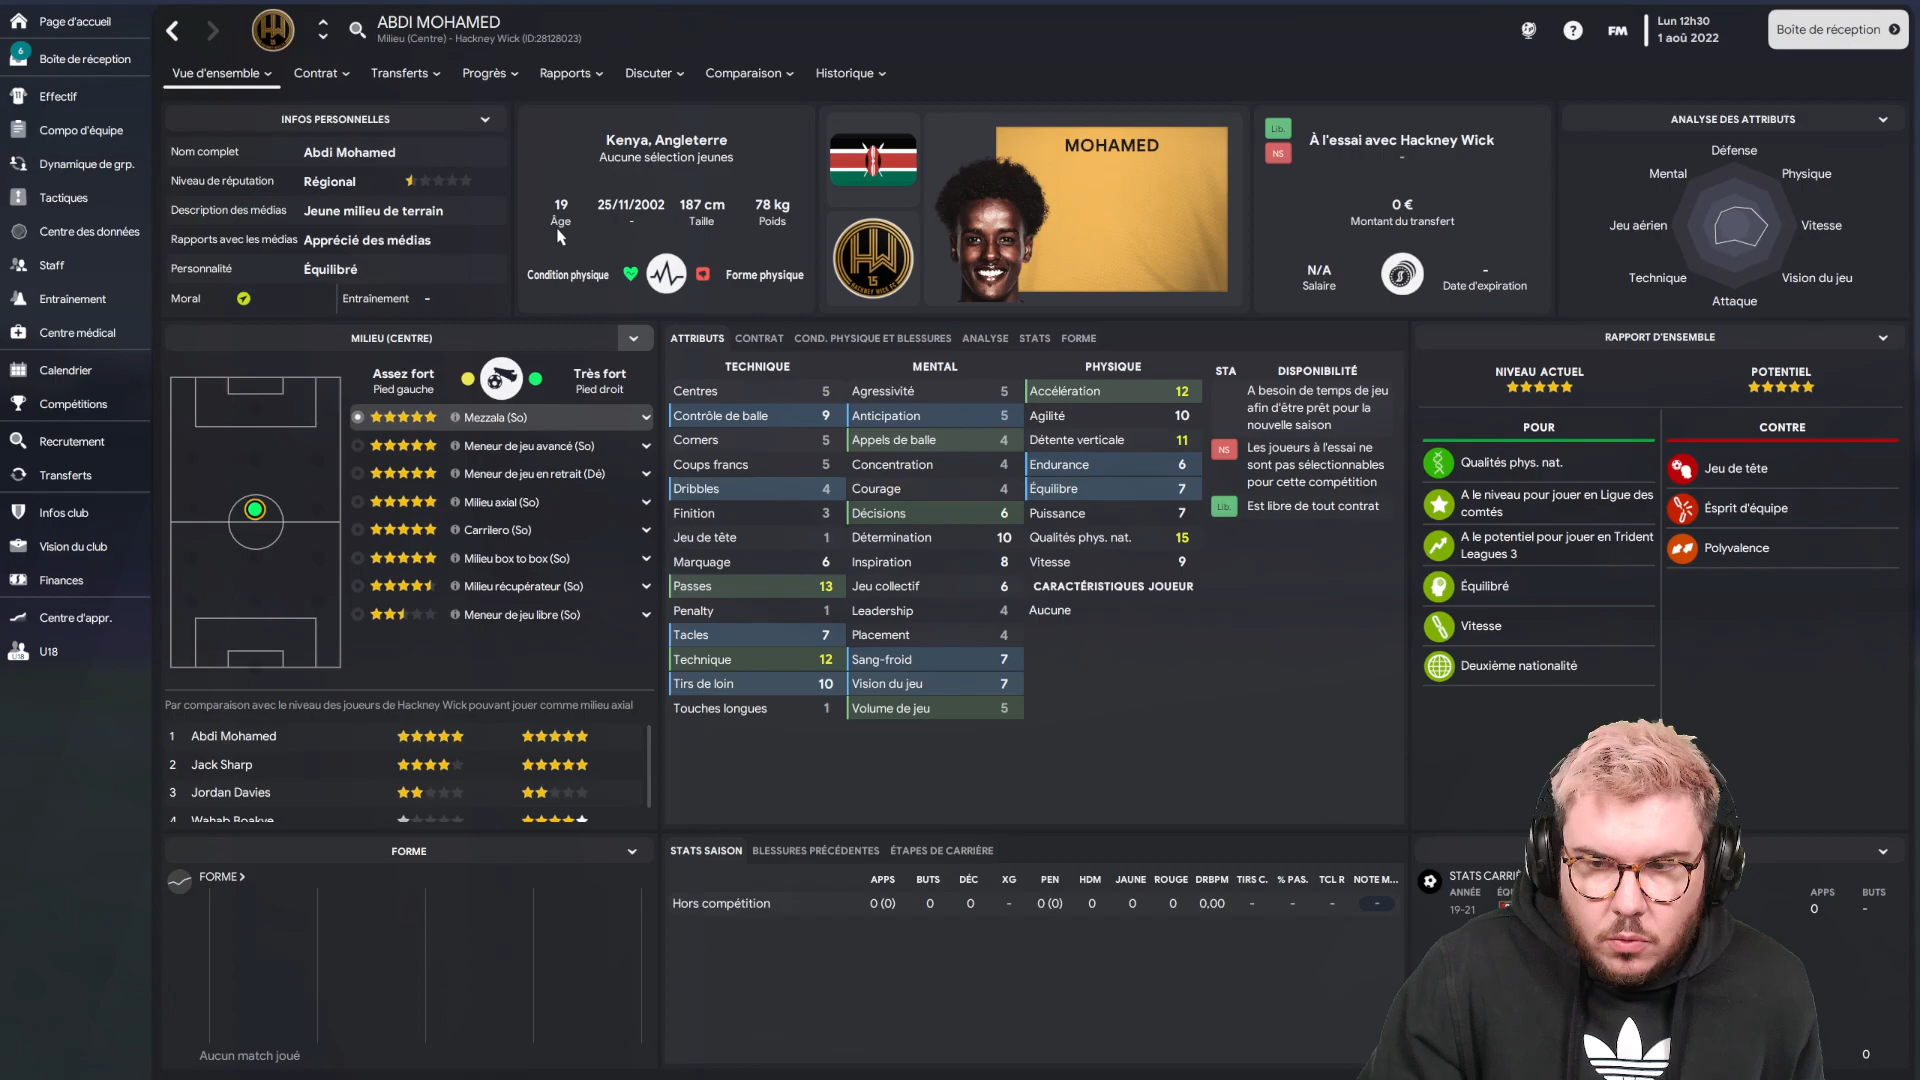 Page d'accueil
6
Boîte de réception
Effectif
Compo d'équipe
Dynamique de grp.
Tactiques
Centre des données
Staff
Entraînement
Centre médical
Calendrier
Compétitions
Recrutement
Transferts
Infos club
Vision du club
Finances
Centre d'appr.
U18
ABDI MOHAMED
Milieu (Centre) - Hackney Wick (ID:28128023)
FM
Lun 12h30
1 aoû 2022
Boîte de réception
Vue d'ensemble
Contrat
Transferts
Progrès
Rapports
Discuter
Comparaison
Historique
INFOS PERSONNELLES
Nom complet Abdi Mohamed
Niveau de réputation Régional
Description des médias Jeune milieu de terrain
Rapports avec les médias Apprécié des médias
Personnalité Équilibré
Moral
Entraînement -
Kenya, Angleterre
Aucune sélection jeunes
19 25/11/2002 187 cm 78 kg
Âge - Taille Poids
Condition physique
Forme physique
MOHAMED
Lib.
NS
À l'essai avec Hackney Wick
-
0 €
Montant du transfert
N/A
Salaire
-
Date d'expiration
ANALYSE DES ATTRIBUTS
Défense
Mental
Physique
Jeu aérien
Vitesse
Technique
Vision du jeu
Attaque
MILIEU (CENTRE)
Assez fort
Pied gauche
Très fort
Pied droit
Mezzala (So)
Meneur de jeu avancé (So)
Meneur de jeu en retrait (Dé)
Milieu axial (So)
Carrilero (So)
Milieu box to box (So)
Milieu récupérateur (So)
Meneur de jeu libre (So)
Par comparaison avec le niveau des joueurs de Hackney Wick pouvant jouer comme milieu axial
1 Abdi Mohamed
2 Jack Sharp
3 Jordan Davies
4 Wahab Boakye
ATTRIBUTS CONTRAT COND. PHYSIQUE ET BLESSURES ANALYSE STATS FORME
TECHNIQUE
Centres 5
Contrôle de balle 9
Corners 5
Coups francs 5
Dribbles 4
Finition 3
Jeu de tête 1
Marquage 6
Passes 13
Penalty 1
Tacles 7
Technique 12
Tirs de loin 10
Touches longues 1
MENTAL
Agressivité 5
Anticipation 5
Appels de balle 4
Concentration 4
Courage 4
Décisions 6
Détermination 10
Inspiration 8
Jeu collectif 6
Leadership 4
Placement 4
Sang-froid 7
Vision du jeu 7
Volume de jeu 5
PHYSIQUE
Accélération 12
Agilité 10
Détente verticale 11
Endurance 6
Équilibre 7
Puissance 7
Qualités phys. nat. 15
Vitesse 9
CARACTÉRISTIQUES JOUEUR
Aucune
STA DISPONIBILITÉ
A besoin de temps de jeu
afin d'être prêt pour la
nouvelle saison
NS
Les joueurs à l'essai ne
sont pas sélectionnables
pour cette compétition
Lib.
Est libre de tout contrat
RAPPORT D'ENSEMBLE
NIVEAU ACTUEL
POTENTIEL
POUR
Qualités phys. nat.
A le niveau pour jouer en Ligue des
comtés
A le potentiel pour jouer en Trident
Leagues 3
Équilibré
Vitesse
Deuxième nationalité
CONTRE
Jeu de tête
Ésprit d'équipe
Polyvalence
FORME
FORME
Aucun match joué
STATS SAISON BLESSURES PRÉCÉDENTES ÉTAPES DE CARRIÈRE
APPS BUTS DÉC XG PEN HDM JAUNE ROUGE DRBPM TIRS C. % PAS. TCL R NOTE M...
Hors compétition 0 (0) 0 0 - 0 (0) 0 0 0 0,00 - - - -
STATS CARRIÈ
ANNÉE
APPS BUTS
19-21
0 -
0